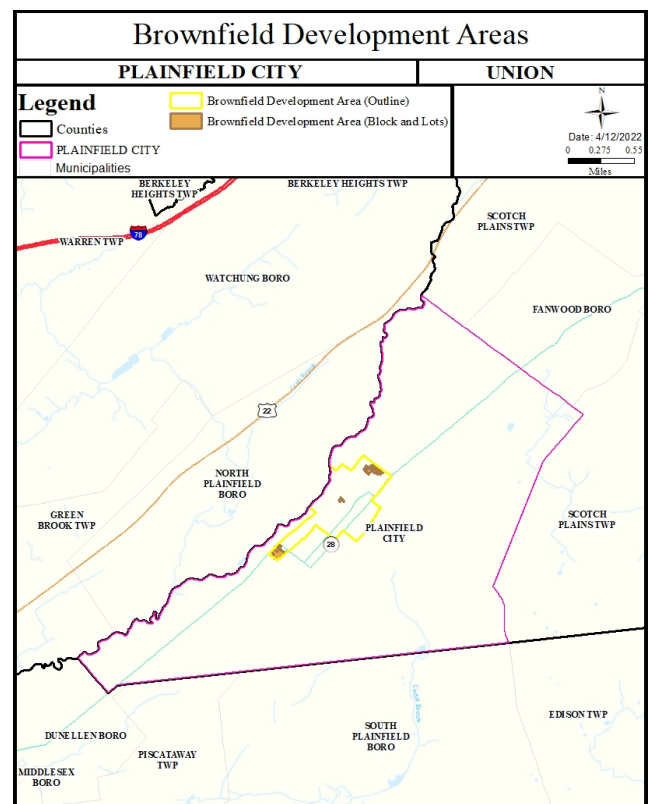 Brownfield Development Areas
PLAINFIELD CITY
UNION
Legend
Counties
PLAINFIELD CITY
Municipalities
Brownfield Development Area (Outline)
Brownfield Development Area (Block and Lots)
N
Date: 4/12/2022
0 0.275 0.55
Miles
BERKELEY
HEIGHTS TWP
BERKELEY HEIGHTS TWP
SCOTCH
PLAINS TWP
78
WARREN TWP
WATCHUNG BORO
FANWOOD BORO
22
NORTH
PLAINFIELD
BORO
GREEN
BROOK TWP
PLAINFIELD
CITY
SCOTCH
PLAINS TWP
28
Cedar Brook
EDISON TWP
SOUTH
PLAINFIELD
BORO
DUNELLEN BORO
PISCATAWAY
TWP
MIDDLESEX
BORO